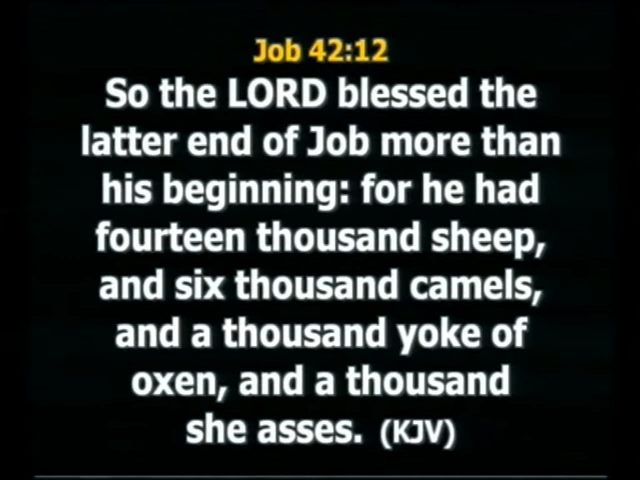 Job 42:12
So the LORD blessed the
latter end of Job more than
his beginning: for he had
fourteen thousand sheep,
and six thousand camels,
and a thousand yoke of
oxen, and a thousand
she asses. (KJV)